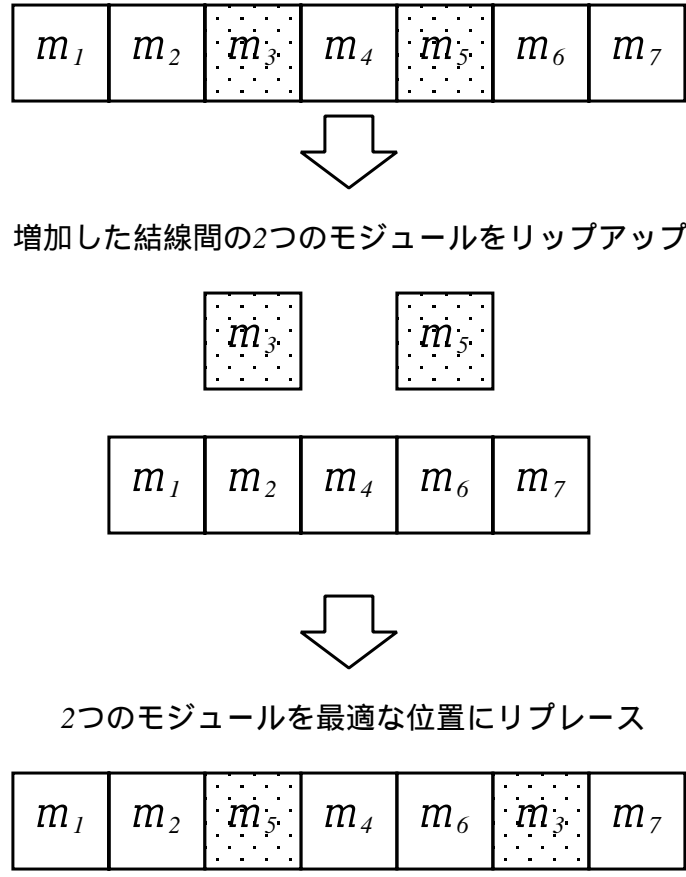 m1 m2 m3 m4 m5 m6 m7
増加した結線間の2つのモジュールをリップアップ
m3 m5
m1 m2 m4 m6 m7
2つのモジュールを最適な位置にリプレース
m1 m2 m5 m4 m6 m3 m7